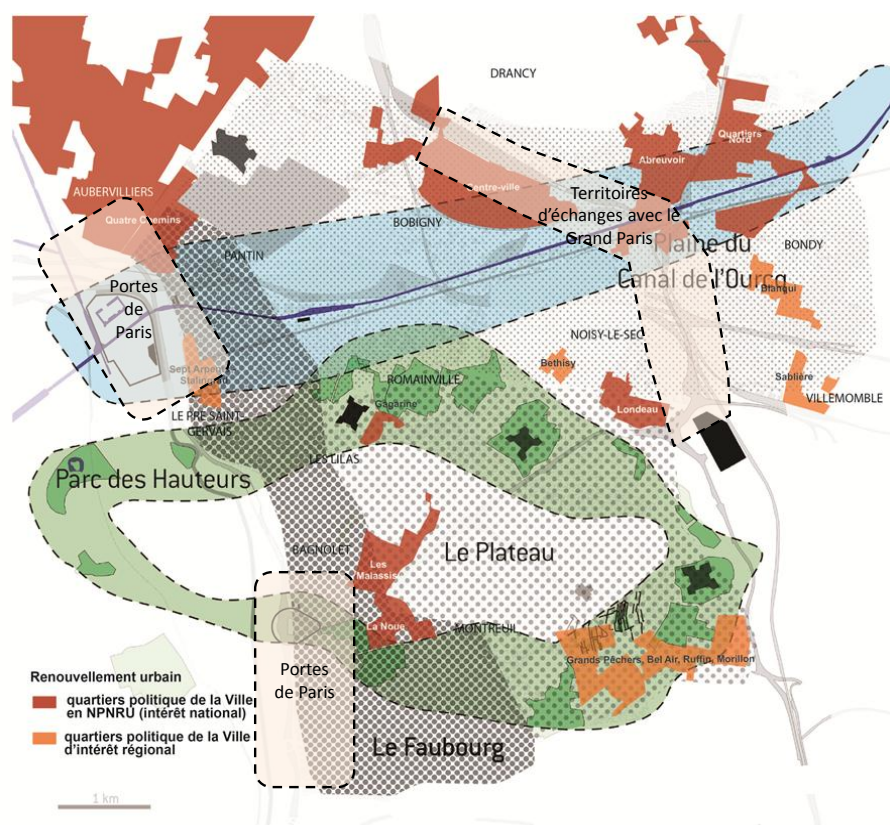 DRANCY
Quartiers
Nord
Abreuvoir
AUBERVILLIERS
Centre-ville
Territoires
d'échanges avec le
Grand Paris
Quatre Chemins
BOBIGNY
PANTIN
Plaine du
Canal de l'Ourcq
BONDY
Blanqui
Portes
de
Paris
NOISY-LE-SEC
Sept Arpents
Stalingrad
Béthisy
ROMAINVILLE
Sablière
VILLEMOMBLE
Gagarine
Londeau
LE PRE SAINT-
GERVAIS
LES LILAS
Parc des Hauteurs
BAGNOLET
Le Plateau
Les
Malassis
La Noue
MONTREUIL
Grands Pêchers, Bel Air, Ruffin, Morillon
Portes
de Paris
Le Faubourg
Renouvellement urbain
quartiers politique de la Ville
en NPNRU (intérêt national)
quartiers politique de la Ville
d'intérêt régional
1 km